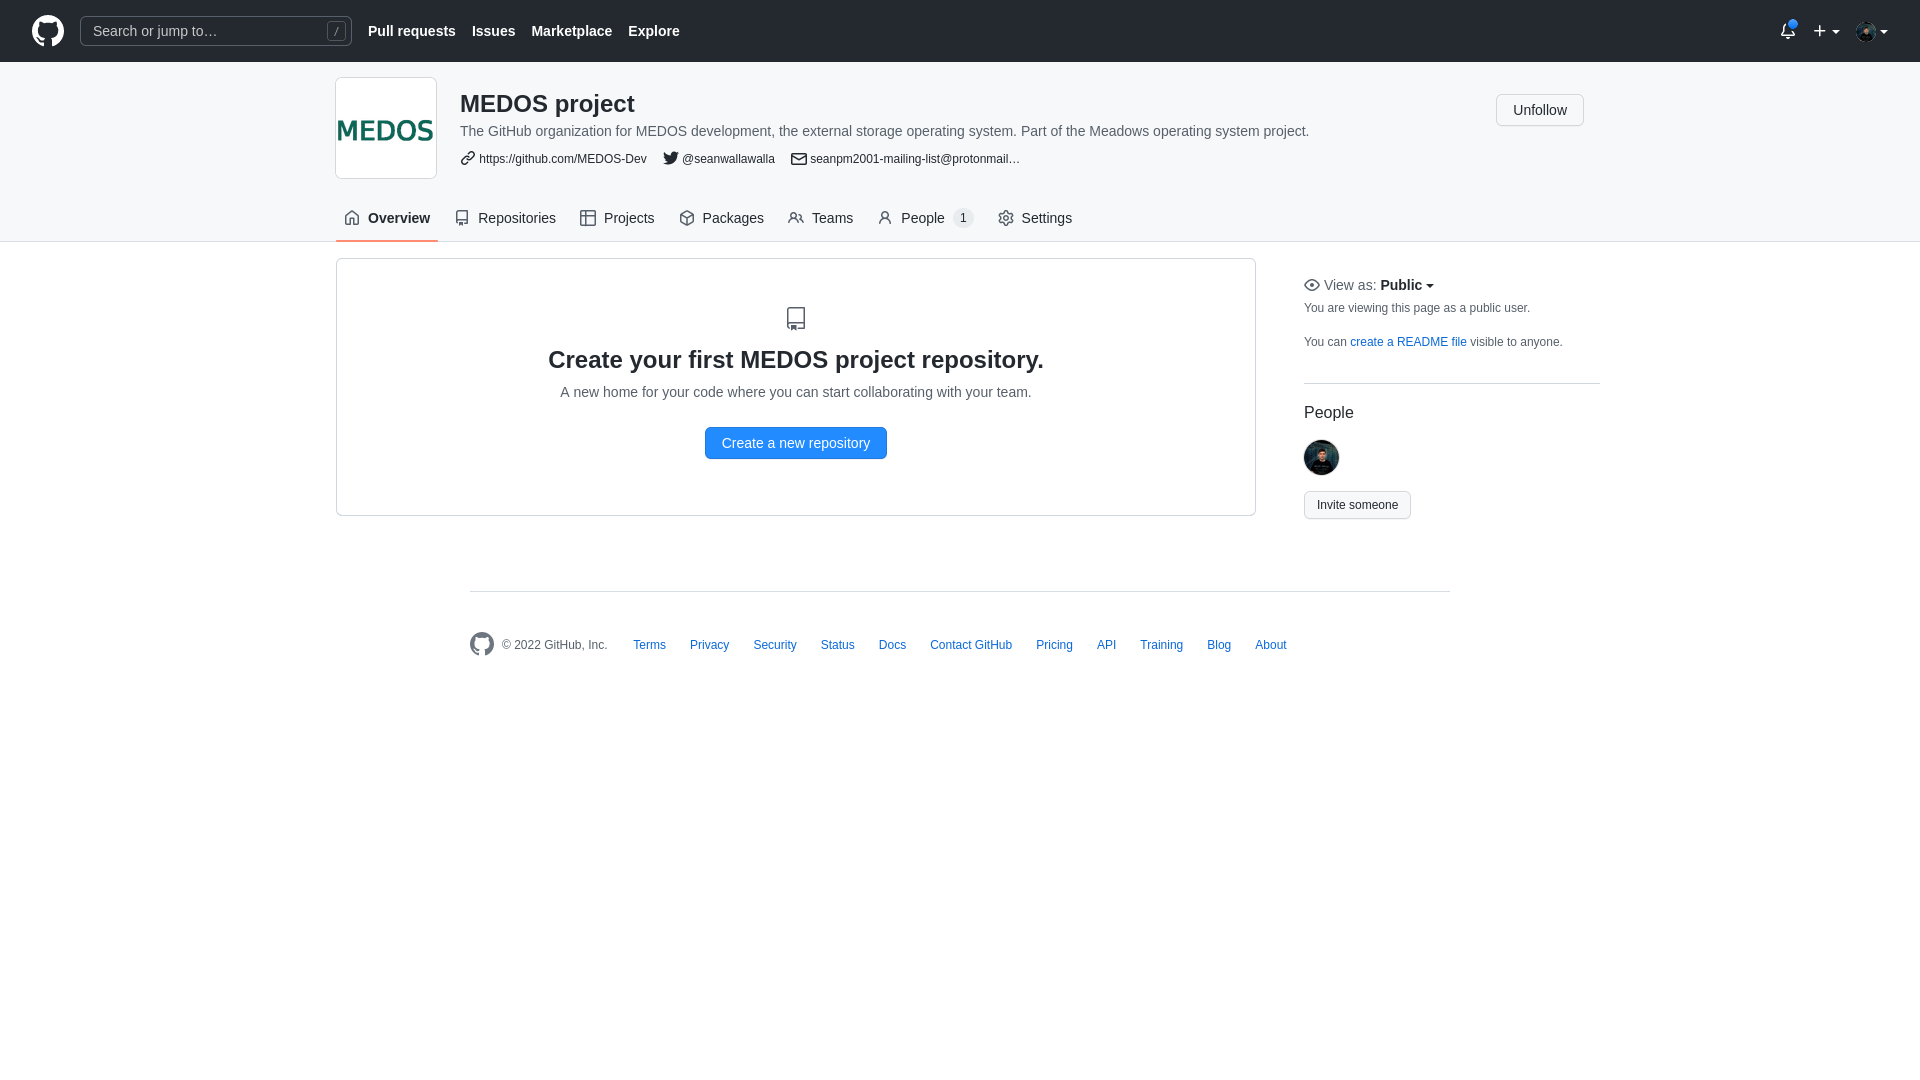 Search or jump to…
/
Pull requests
Issues
Marketplace
Explore
MEDOS
MEDOS project
The GitHub organization for MEDOS development, the external storage operating system. Part of the Meadows operating system project.
https://github.com/MEDOS-Dev
@seanwallawalla
seanpm2001-mailing-list@protonmail…
Unfollow
Overview
Repositories
Projects
Packages
Teams
People 1
Settings
Create your first MEDOS project repository.
A new home for your code where you can start collaborating with your team.
Create a new repository
View as: Public
You are viewing this page as a public user.
You can create a README file visible to anyone.
People
Invite someone
© 2022 GitHub, Inc.
Terms
Privacy
Security
Status
Docs
Contact GitHub
Pricing
API
Training
Blog
About